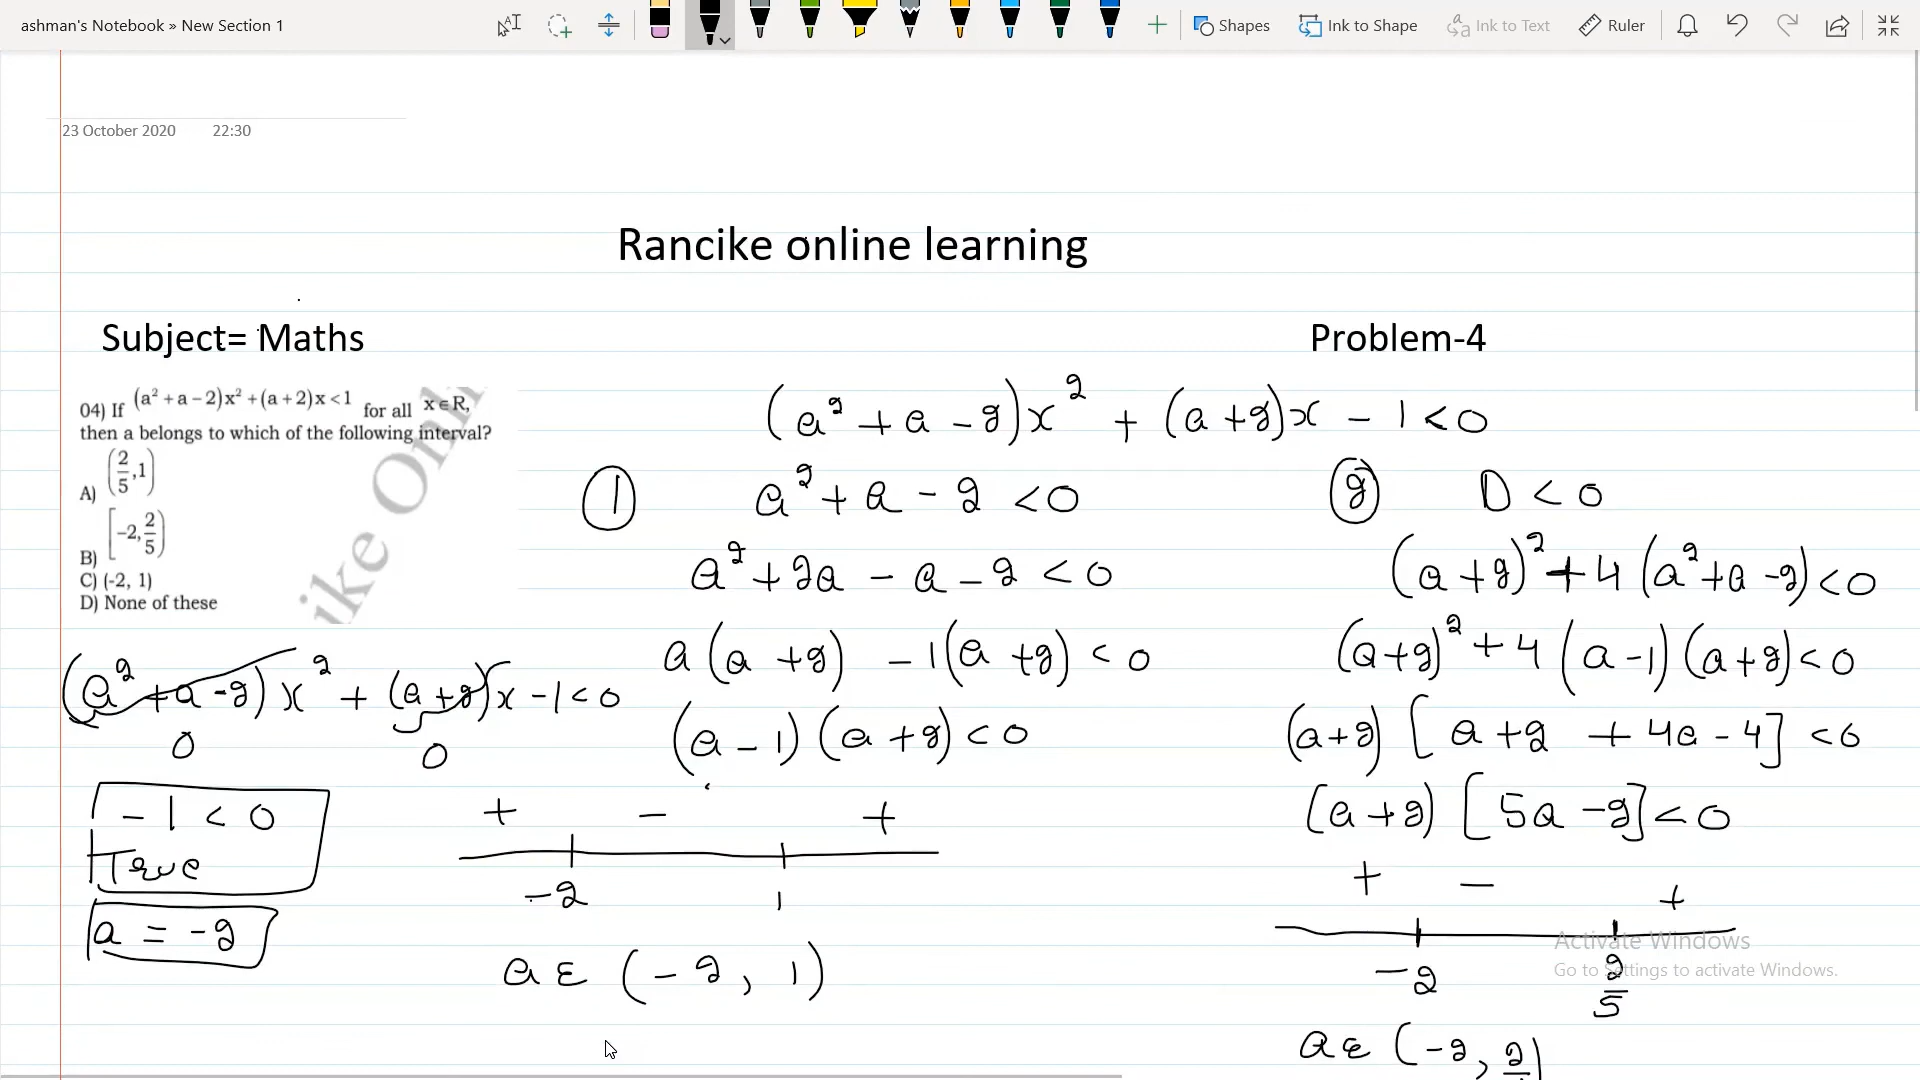 ashman's Notebook » New Section 1
Shapes
Ink to Shape
Ink to Text
Ruler
23 October 2020 22:30
Rancike online learning
Subject= Maths
Problem-4
04) If (a² + a − 2)x² + (a + 2)x < 1 for all x ∈ R,
then a belongs to which of the following interval?
A) (2/5, 1)
B) [−2, 2/5)
C) (-2, 1)
D) None of these
ike Onli
(a² + a − 2)x² + (a + 2)x − 1 < 0
0 0
− 1 < 0
True
a = −2
(a² + a − 2)x² + (a + 2)x − 1 < 0
① a² + a − 2 < 0
a² + 2a − a − 2 < 0
a(a + 2) − 1(a + 2) < 0
(a − 1)(a + 2) < 0
+ − +
−2 1
a ε (−2, 1)
② D < 0
(a + 2)² + 4(a² + a − 2) < 0
(a + 2)² + 4(a − 1)(a + 2) < 0
(a + 2)[a + 2 + 4a − 4] < 0
(a + 2)[5a − 2] < 0
+ − +
−2 2/5
a ε (−2, 2
Activate Windows
Go to Settings to activate Windows.